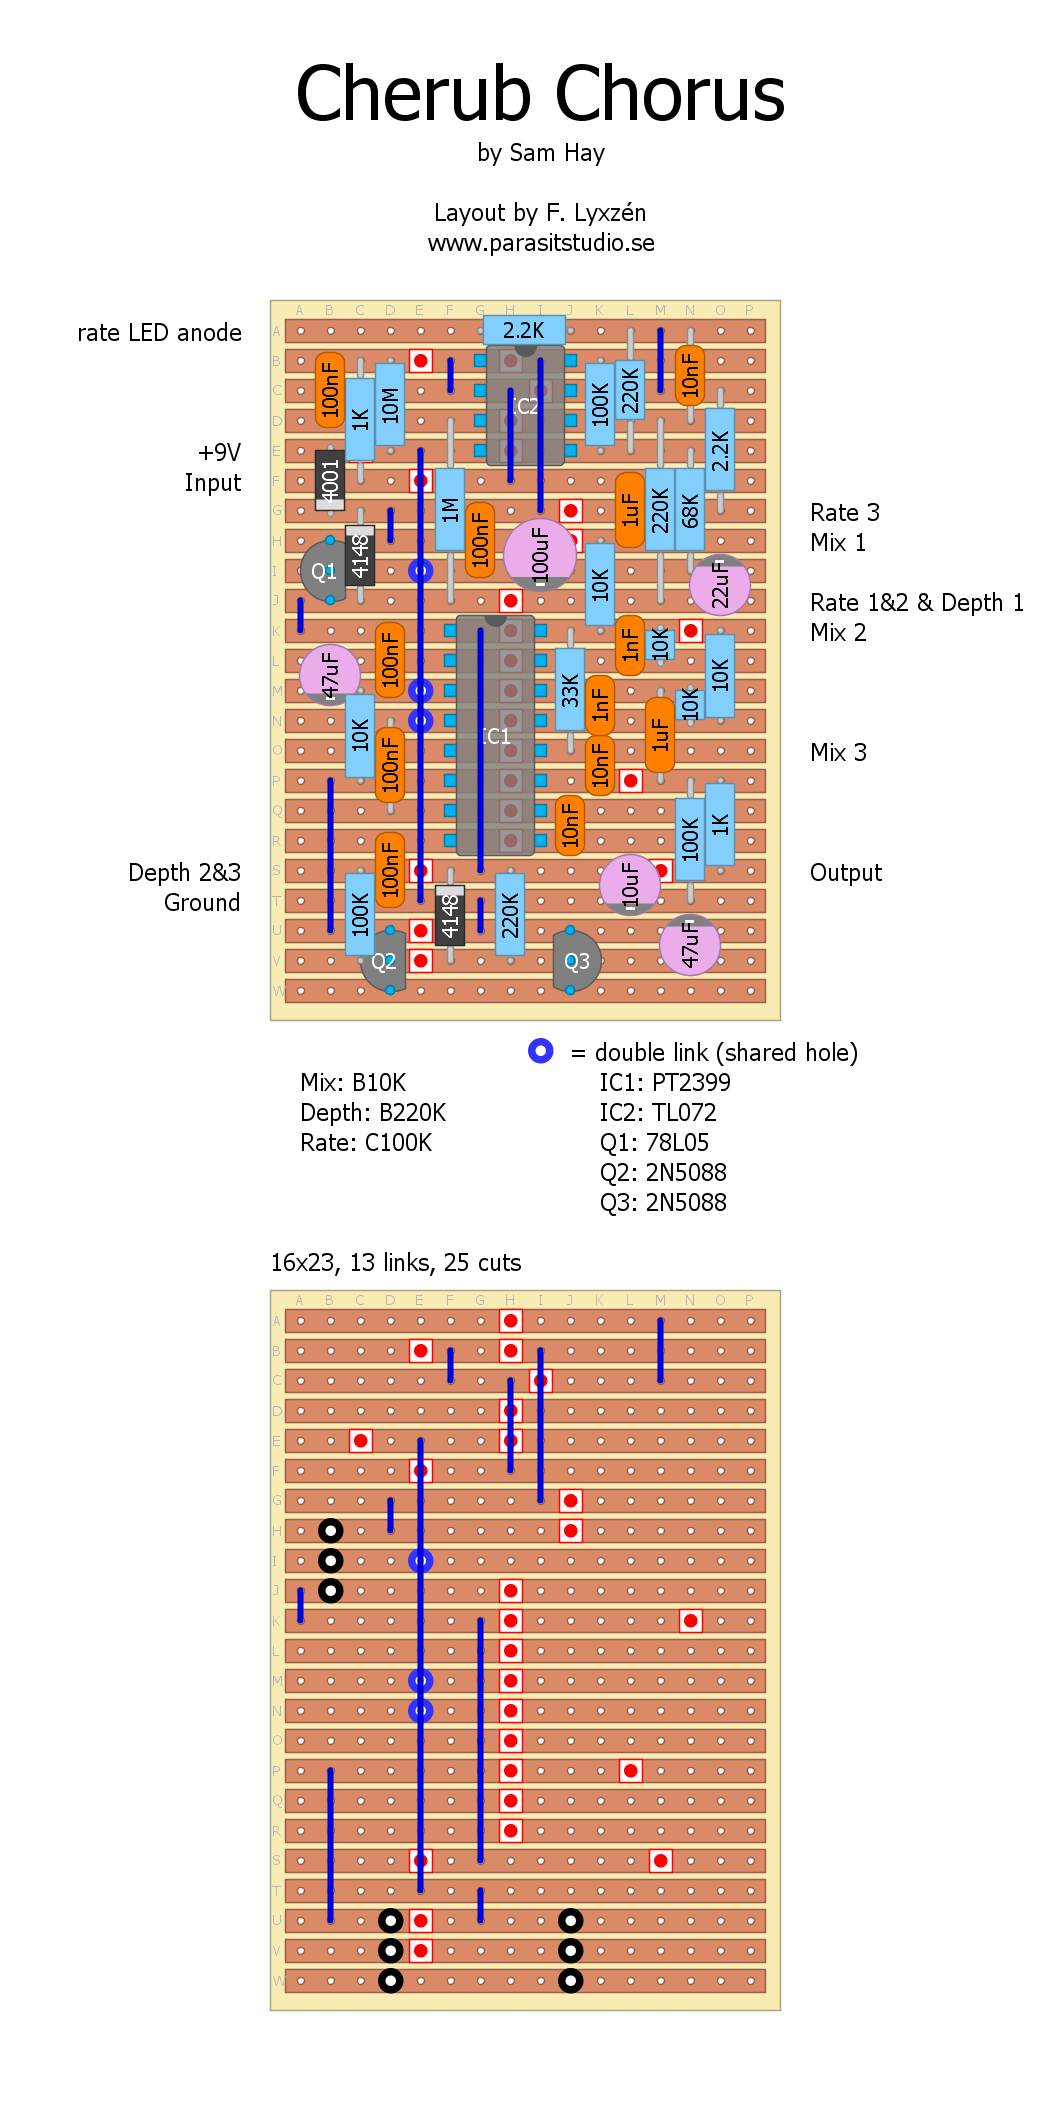 Cherub Chorus
by Sam Hay
Layout by F. Lyxzén
www.parasitstudio.se
A B C D E F G H I J K L M N O P
rate LED anode
A
2.2K
B
100nF
1K
10M
IC2
100K
220K
10nF
C
D
+9V
E
4001
2.2K
Input
F
1M
1uF
220K
68K
G
Rate 3
100nF
H
Mix 1
Q1
4148
100uF
10K
22uF
I
J
Rate 1&2 & Depth 1
K
Mix 2
100nF
1nF
10K
10K
L
47uF
33K
1nF
10K
M
N
10K
IC1
1uF
O
Mix 3
100nF
10nF
P
Q
10nF
100K
1K
R
Depth 2&3
S
100nF
10uF
Output
Ground
T
100K
4148
220K
U
47uF
V
Q2
Q3
W
= double link (shared hole)
Mix: B10K
IC1: PT2399
Depth: B220K
IC2: TL072
Rate: C100K
Q1: 78L05
Q2: 2N5088
Q3: 2N5088
16x23, 13 links, 25 cuts
A B C D E F G H I J K L M N O P
A
B
C
D
E
F
G
H
I
J
K
L
M
N
O
P
Q
R
S
T
U
V
W